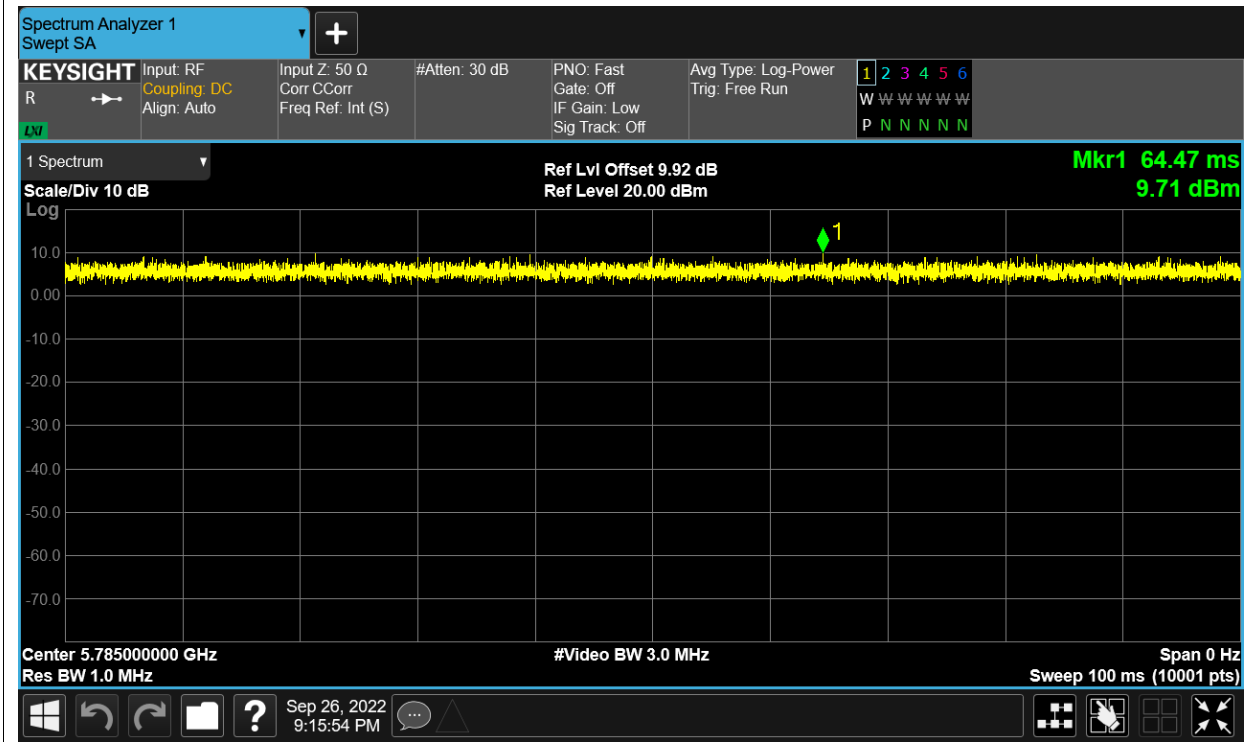 Spectrum Analyzer 1
Swept SA
KEYSIGHT
R
LXI
Input: RF
Coupling: DC
Align: Auto
Input Z: 50 Ω
Corr CCorr
Freq Ref: Int (S)
#Atten: 30 dB
PNO: Fast
Gate: Off
IF Gain: Low
Sig Track: Off
Avg Type: Log-Power
Trig: Free Run
1 2 3 4 5 6
W W W W W W
P N N N N N
1 Spectrum
Scale/Div 10 dB
Ref Lvl Offset 9.92 dB
Ref Level 20.00 dBm
Mkr1 64.47 ms
9.71 dBm
Log
1
10.0
0.00
-10.0
-20.0
-30.0
-40.0
-50.0
-60.0
-70.0
Center 5.785000000 GHz
#Video BW 3.0 MHz
Span 0 Hz
Res BW 1.0 MHz
Sweep 100 ms (10001 pts)
?
Sep 26, 2022
9:15:54 PM